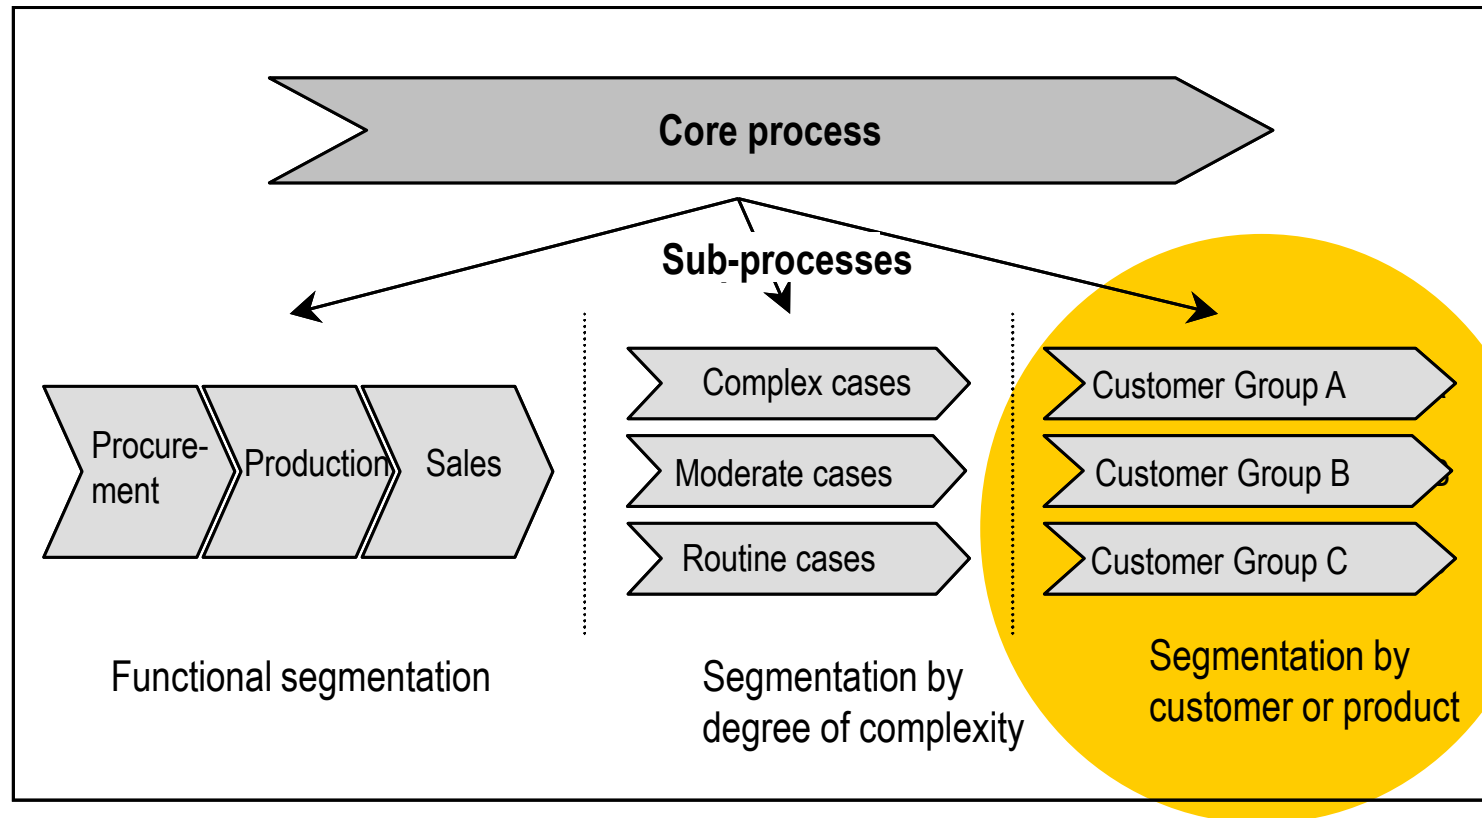 Core process
Sub-processes
Procure-
ment
Production
Sales
Functional segmentation
Complex cases
Moderate cases
Routine cases
Segmentation by
degree of complexity
Customer Group A
Customer Group B
Customer Group C
Segmentation by
customer or product